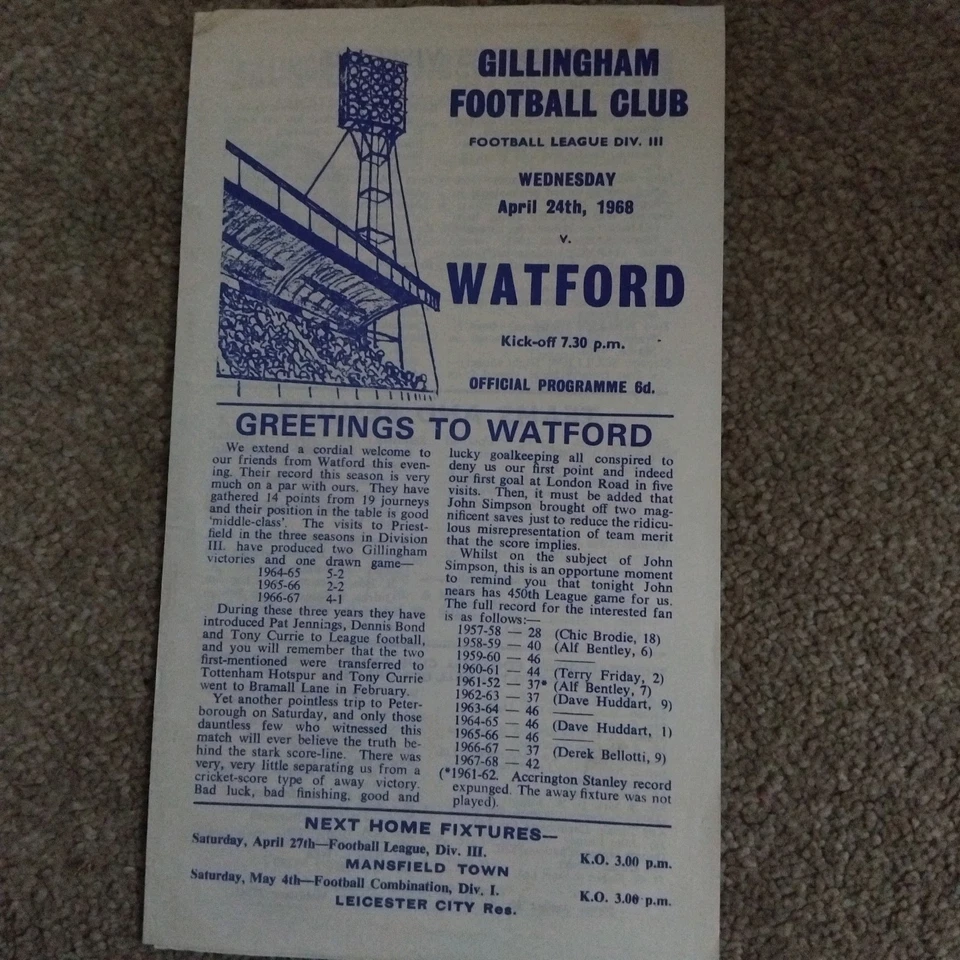 GILLINGHAM
FOOTBALL CLUB
FOOTBALL LEAGUE DIV. III
WEDNESDAY
April 24th, 1968
v.
WATFORD
Kick-off 7.30 p.m.
OFFICIAL PROGRAMME 6d.
GREETINGS TO WATFORD
We extend a cordial welcome to
our friends from Watford this even-
ing. Their record this season is very
much on a par with ours. They have
gathered 14 points from 19 journeys
and their position in the table is good
'middle-class'. The visits to Priest-
field in the three seasons in Division
III. have produced two Gillingham
victories and one drawn game—
1964-65 5-2
1965-66 2-2
1966-67 4-1
During these three years they have
introduced Pat Jennings, Dennis Bond
and Tony Currie to League football,
and you will remember that the two
first-mentioned were transferred to
Tottenham Hotspur and Tony Currie
went to Bramall Lane in February.
Yet another pointless trip to Peter-
borough on Saturday, and only those
dauntless few who witnessed this
match will ever believe the truth be-
hind the stark score-line. There was
very, very little separating us from a
cricket-score type of away victory.
Bad luck, bad finishing, good and
lucky goalkeeping all conspired to
deny us our first point and indeed
our first goal at London Road in five
visits. Then, it must be added that
John Simpson brought off two mag-
nificent saves just to reduce the ridicu-
lous misrepresentation of team merit
that the score implies.
Whilst on the subject of John
Simpson, this is an opportune moment
to remind you that tonight John
nears has 450th League game for us.
The full record for the interested fan
is as follows:—
1957-58 — 28 (Chic Brodie, 18)
1958-59 — 40 (Alf Bentley, 6)
1959-60 — 46 ———
1960-61 — 44 (Terry Friday, 2)
1961-52 — 37* (Alf Bentley, 7)
1962-63 — 37 (Dave Huddart, 9)
1963-64 — 46 ———
1964-65 — 46 (Dave Huddart, 1)
1965-66 — 46 ———
1966-67 — 37 (Derek Bellotti, 9)
1967-68 — 42
(*1961-62. Accrington Stanley record
expunged. The away fixture was not
played).
NEXT HOME FIXTURES—
Saturday, April 27th—Football League, Div. III.
MANSFIELD TOWN K.O. 3.00 p.m.
Saturday, May 4th—Football Combination, Div. I.
LEICESTER CITY Res. K.O. 3.00 p.m.